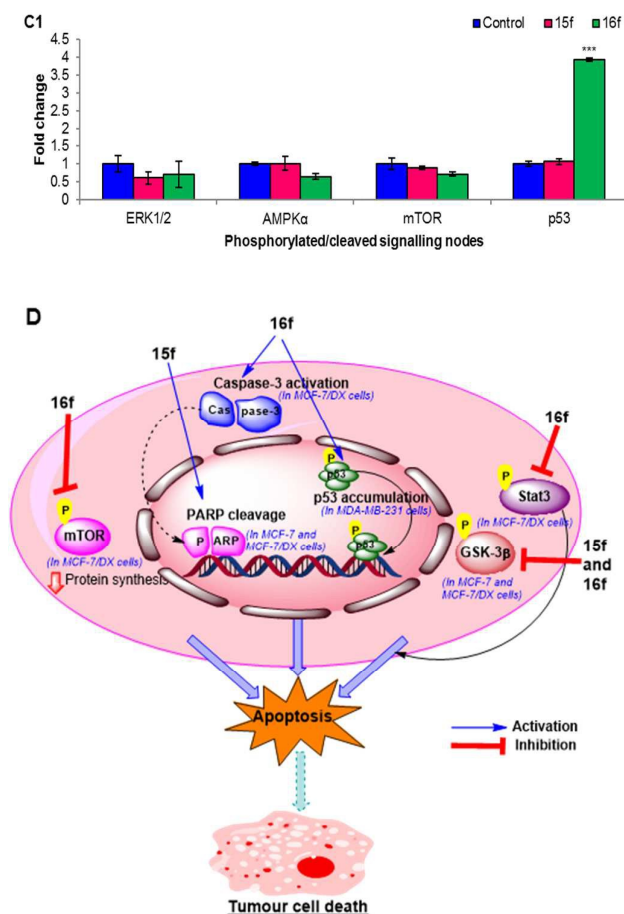 C1
Control 15f 16f
Fold change
4.5
4
3.5
3
2.5
2
1.5
1
0.5
0
***
ERK1/2 AMPKα mTOR p53
Phosphorylated/cleaved signalling nodes
D
16f
15f
Caspase-3 activation
(In MCF-7/DX cells)
Cas pase-3
16f
16f
P
mTOR
(In MCF-7/DX cells)
Protein synthesis
PARP cleavage
P ARP
(In MCF-7 and
MCF-7/DX cells)
P
p53
p53 accumulation
(In MDA-MB-231 cells)
P
p53
P
Stat3
(In MCF-7/DX cells)
P
GSK-3β
(In MCF-7 and
MCF-7/DX cells)
15f
and
16f
Apoptosis
Activation
Inhibition
Tumour cell death